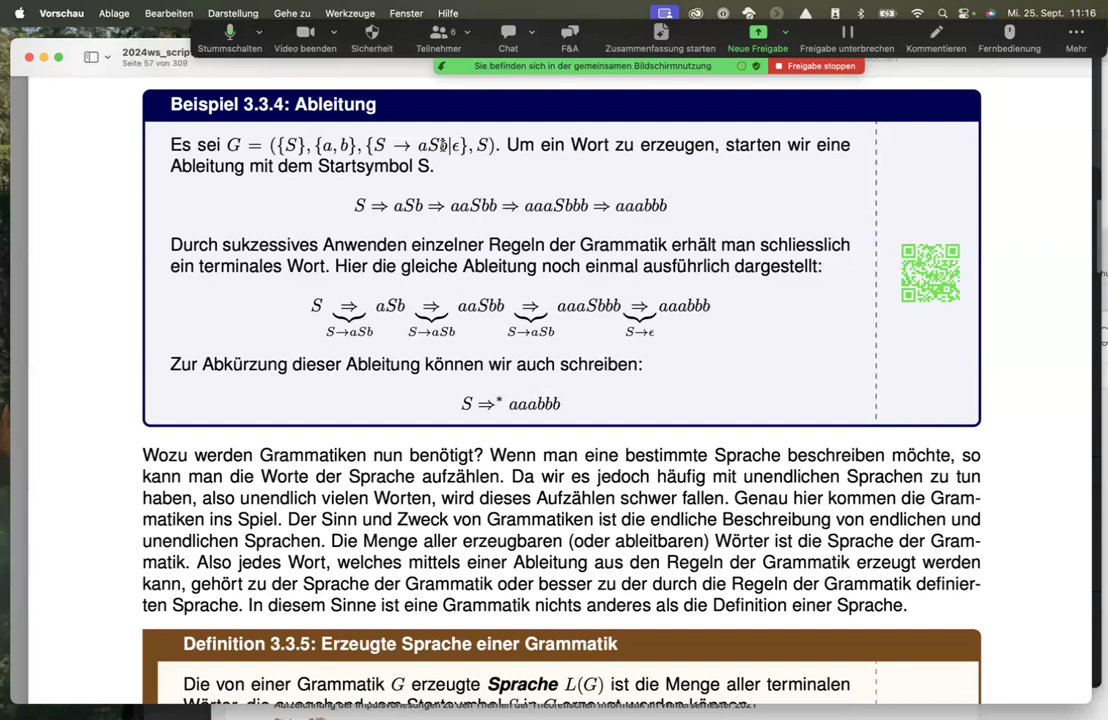 Vorschau Ablage Bearbeiten Darstellung Gehe zu Werkzeuge Fenster Hilfe Mi. 25. Sept. 11:16
Stummschalten Video beenden Sicherheit Teilnehmer 6 Chat F&A Zusammenfassung starten Neue Freigabe Freigabe unterbrechen Kommentieren Fernbedienung Mehr
2024ws_scrip
Seite 57 von 309
Sie befinden sich in der gemeinsamen Bildschirmnutzung Freigabe stoppen
Beispiel 3.3.4: Ableitung
Es sei G = ({S}, {a, b}, {S → aSb|ϵ}, S). Um ein Wort zu erzeugen, starten wir eine
Ableitung mit dem Startsymbol S.
S ⇒ aSb ⇒ aaSbb ⇒ aaaSbbb ⇒ aaabbb
Durch sukzessives Anwenden einzelner Regeln der Grammatik erhält man schliesslich
ein terminales Wort. Hier die gleiche Ableitung noch einmal ausführlich dargestellt:
S ⇒ aSb ⇒ aaSbb ⇒ aaaSbbb ⇒ aaabbb
S→aSb S→aSb S→aSb S→ϵ
Zur Abkürzung dieser Ableitung können wir auch schreiben:
S ⇒* aaabbb
Wozu werden Grammatiken nun benötigt? Wenn man eine bestimmte Sprache beschreiben möchte, so
kann man die Worte der Sprache aufzählen. Da wir es jedoch häufig mit unendlichen Sprachen zu tun
haben, also unendlich vielen Worten, wird dieses Aufzählen schwer fallen. Genau hier kommen die Gram-
matiken ins Spiel. Der Sinn und Zweck von Grammatiken ist die endliche Beschreibung von endlichen und
unendlichen Sprachen. Die Menge aller erzeugbaren (oder ableitbaren) Wörter ist die Sprache der Gram-
matik. Also jedes Wort, welches mittels einer Ableitung aus den Regeln der Grammatik erzeugt werden
kann, gehört zu der Sprache der Grammatik oder besser zu der durch die Regeln der Grammatik definier-
ten Sprache. In diesem Sinne ist eine Grammatik nichts anderes als die Definition einer Sprache.
Definition 3.3.5: Erzeugte Sprache einer Grammatik
Die von einer Grammatik G erzeugte Sprache L(G) ist die Menge aller terminalen